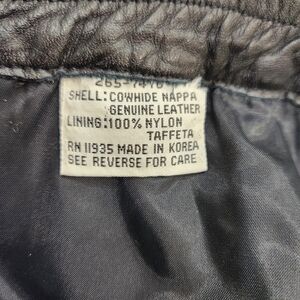 SHELL: COWHIDE NAPPA
GENUINE LEATHER
LINING: 100% NYLON
TAFFETA
RN 11935 MADE IN KOREA
SEE REVERSE FOR CARE